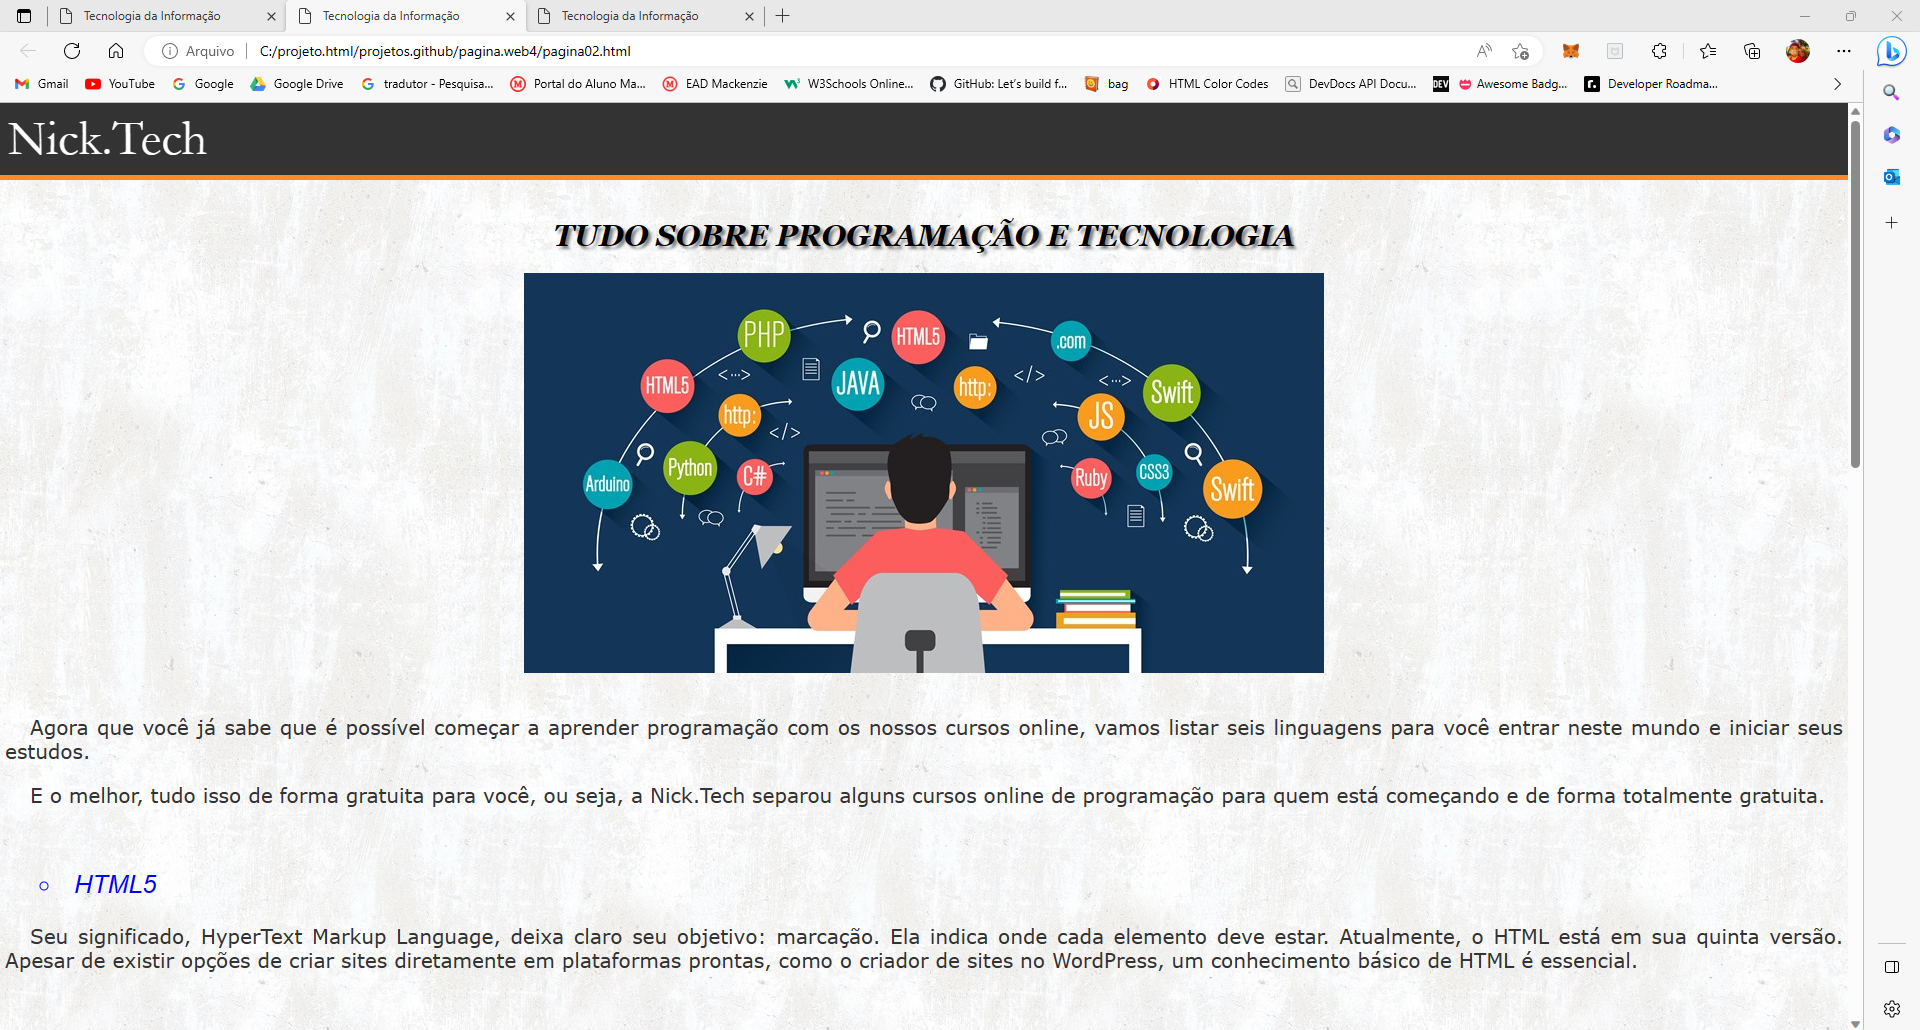 Tecnologia da Informação
Tecnologia da Informação
Tecnologia da Informação
Arquivo
C:/projeto.html/projetos.github/pagina.web4/pagina02.html
Gmail
YouTube
Google
Google Drive
tradutor - Pesquisa...
Portal do Aluno Ma...
EAD Mackenzie
W3Schools Online...
GitHub: Let's build f...
bag
HTML Color Codes
DevDocs API Docu...
DEV
Awesome Badg...
Developer Roadma...
Nick.Tech
TUDO SOBRE PROGRAMAÇÃO E TECNOLOGIA
PHP
HTML5
.com
HTML5
JAVA
http:
Swift
http:
JS
Arduino
Python
C#
Ruby
CSS3
Swift
Agora que você já sabe que é possível começar a aprender programação com os nossos cursos online, vamos listar seis linguagens para você entrar neste mundo e iniciar seus
estudos.
E o melhor, tudo isso de forma gratuita para você, ou seja, a Nick.Tech separou alguns cursos online de programação para quem está começando e de forma totalmente gratuita.
HTML5
Seu significado, HyperText Markup Language, deixa claro seu objetivo: marcação. Ela indica onde cada elemento deve estar. Atualmente, o HTML está em sua quinta versão.
Apesar de existir opções de criar sites diretamente em plataformas prontas, como o criador de sites no WordPress, um conhecimento básico de HTML é essencial.